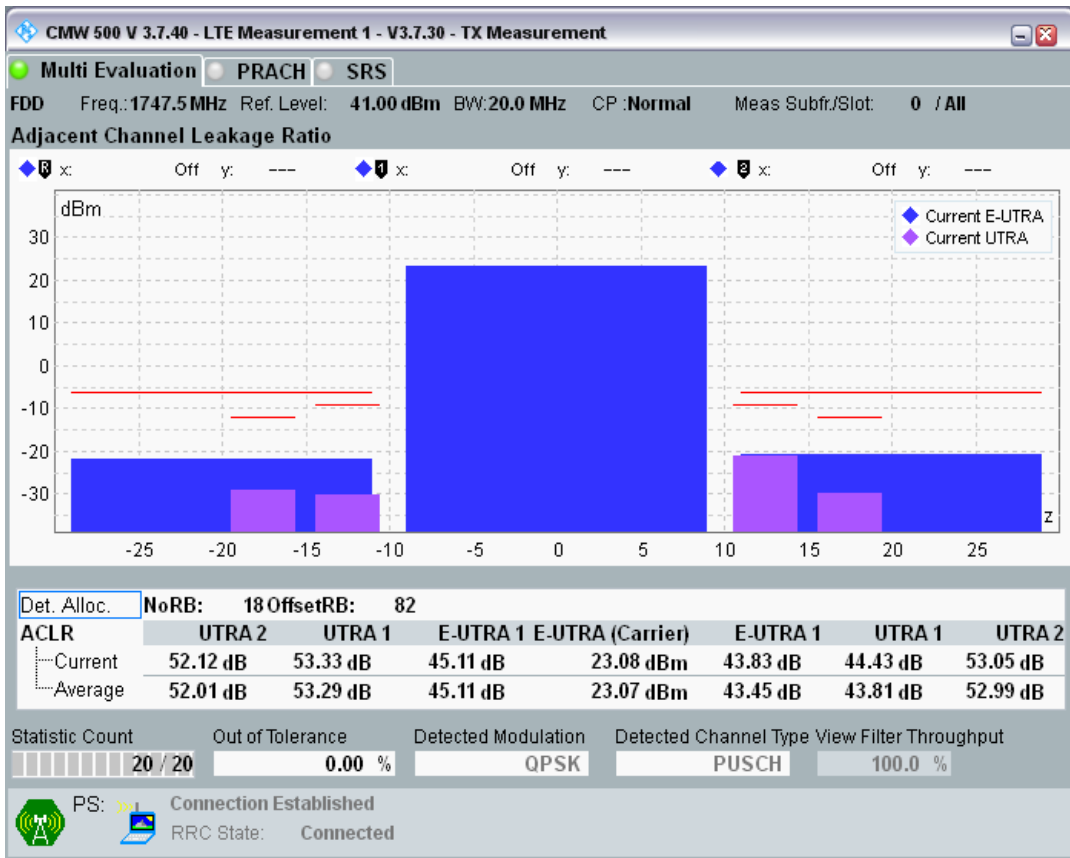 CMW 500 V 3.7.40 - LTE Measurement 1 - V3.7.30 - TX Measurement
Multi Evaluation PRACH SRS
FDD Freq.:1747.5 MHz Ref. Level: 41.00 dBm BW:20.0 MHz CP :Normal Meas Subfr./Slot: 0 / All
Adjacent Channel Leakage Ratio
R x: Off y: --- 1 x: Off y: --- 2 x: Off y: ---
dBm
Current E-UTRA
Current UTRA
30
20
10
0
-10
-20
-30
z
-25 -20 -15 -10 -5 0 5 10 15 20 25
Det. Alloc. NoRB: 18 OffsetRB: 82
ACLR UTRA 2 UTRA 1 E-UTRA 1 E-UTRA (Carrier) E-UTRA 1 UTRA 1 UTRA 2
Current 52.12 dB 53.33 dB 45.11 dB 23.08 dBm 43.83 dB 44.43 dB 53.05 dB
Average 52.01 dB 53.29 dB 45.11 dB 23.07 dBm 43.45 dB 43.81 dB 52.99 dB
Statistic Count Out of Tolerance Detected Modulation Detected Channel Type View Filter Throughput
20 / 20 0.00 % QPSK PUSCH 100.0 %
PS: Connection Established
RRC State: Connected